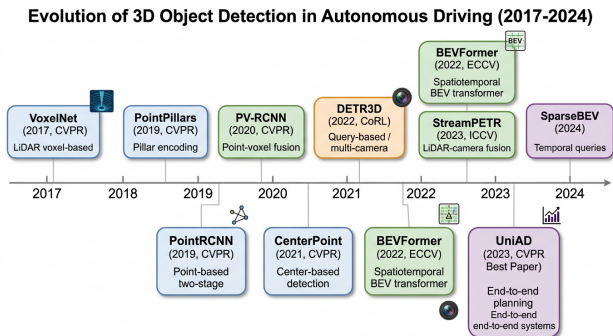 Evolution of 3D Object Detection in Autonomous Driving (2017-2024)
VoxelNet
(2017, CVPR)
LiDAR voxel-based
PointPillars
(2019, CVPR)
Pillar encoding
PV-RCNN
(2020, CVPR)
Point-voxel fusion
DETR3D
(2022, CoRL)
Query-based /
multi-camera
BEV
BEVFormer
(2022, ECCV)
Spatiotemporal
BEV transformer
StreamPETR
(2023, ICCV)
LiDAR-camera fusion
SparseBEV
(2024)
Temporal queries
2017 2018 2019 2020 2021 2022 2023 2024
PointRCNN
(2019, CVPR)
Point-based
two-stage
CenterPoint
(2021, CVPR)
Center-based
detection
BEVFormer
(2022, ECCV)
Spatiotemporal
BEV transformer
UniAD
(2023, CVPR
Best Paper)
End-to-end
planning
End-to-end
end-to-end systems